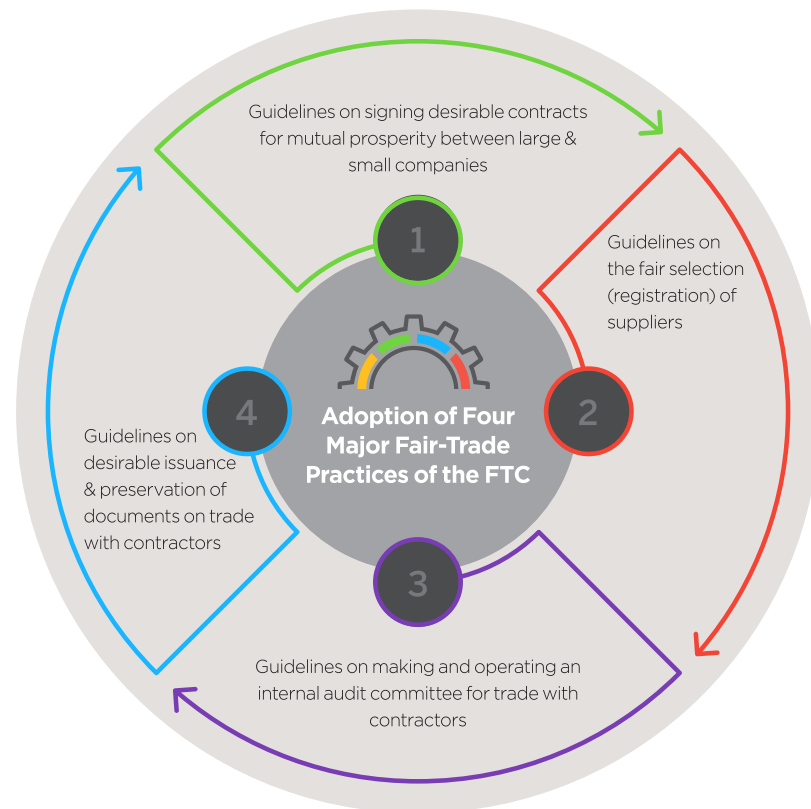 Guidelines on signing desirable contracts
for mutual prosperity between large &
small companies
1
Guidelines on
the fair selection
(registration) of
suppliers
2
Adoption of Four
Major Fair-Trade
Practices of the FTC
4
Guidelines on
desirable issuance
& preservation of
documents on trade
with contractors
3
Guidelines on making and operating an
internal audit committee for trade with
contractors